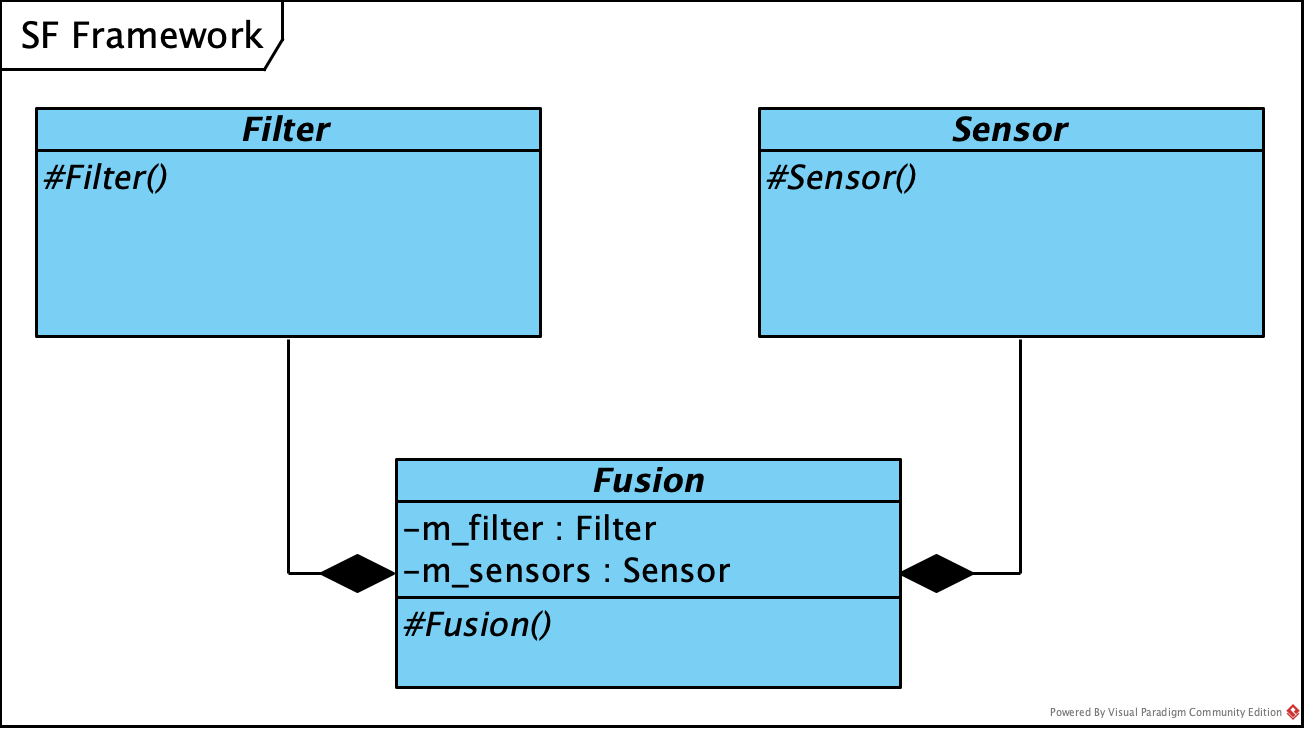 SF Framework
Filter
#Filter()
Sensor
#Sensor()
Fusion
-m_filter : Filter
-m_sensors : Sensor
#Fusion()
Powered By Visual Paradigm Community Edition